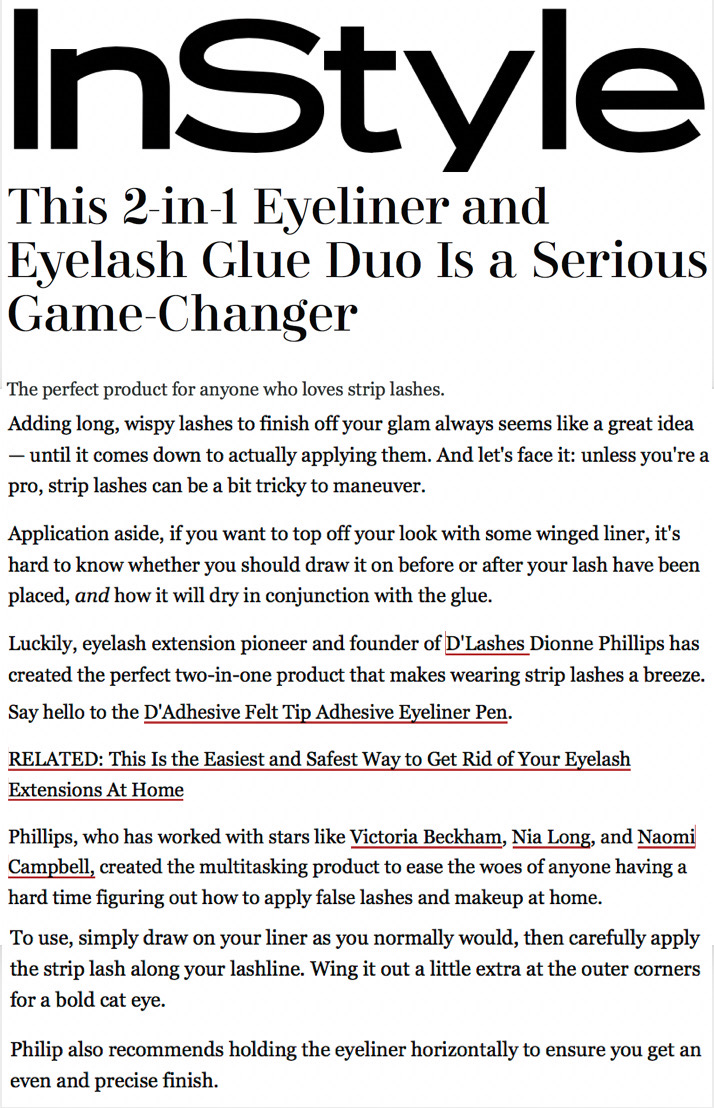 InStyle
This 2-in-1 Eyeliner and
Eyelash Glue Duo Is a Serious
Game-Changer
The perfect product for anyone who loves strip lashes.
Adding long, wispy lashes to finish off your glam always seems like a great idea
— until it comes down to actually applying them. And let's face it: unless you're a
pro, strip lashes can be a bit tricky to maneuver.
Application aside, if you want to top off your look with some winged liner, it's
hard to know whether you should draw it on before or after your lash have been
placed, and how it will dry in conjunction with the glue.
Luckily, eyelash extension pioneer and founder of D'Lashes Dionne Phillips has
created the perfect two-in-one product that makes wearing strip lashes a breeze.
Say hello to the D'Adhesive Felt Tip Adhesive Eyeliner Pen.
RELATED: This Is the Easiest and Safest Way to Get Rid of Your Eyelash
Extensions At Home
Phillips, who has worked with stars like Victoria Beckham, Nia Long, and Naomi
Campbell, created the multitasking product to ease the woes of anyone having a
hard time figuring out how to apply false lashes and makeup at home.
To use, simply draw on your liner as you normally would, then carefully apply
the strip lash along your lashline. Wing it out a little extra at the outer corners
for a bold cat eye.
Philip also recommends holding the eyeliner horizontally to ensure you get an
even and precise finish.